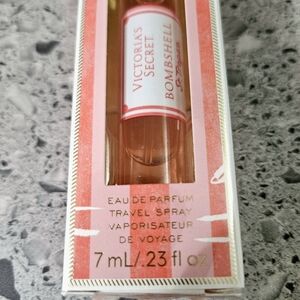 VICTORIA'S
SECRET
BOMBSHELL
EAU DE PARFUM
TRAVEL SPRAY
VAPORISATEUR
DE VOYAGE
7 mL/.23 fl oz